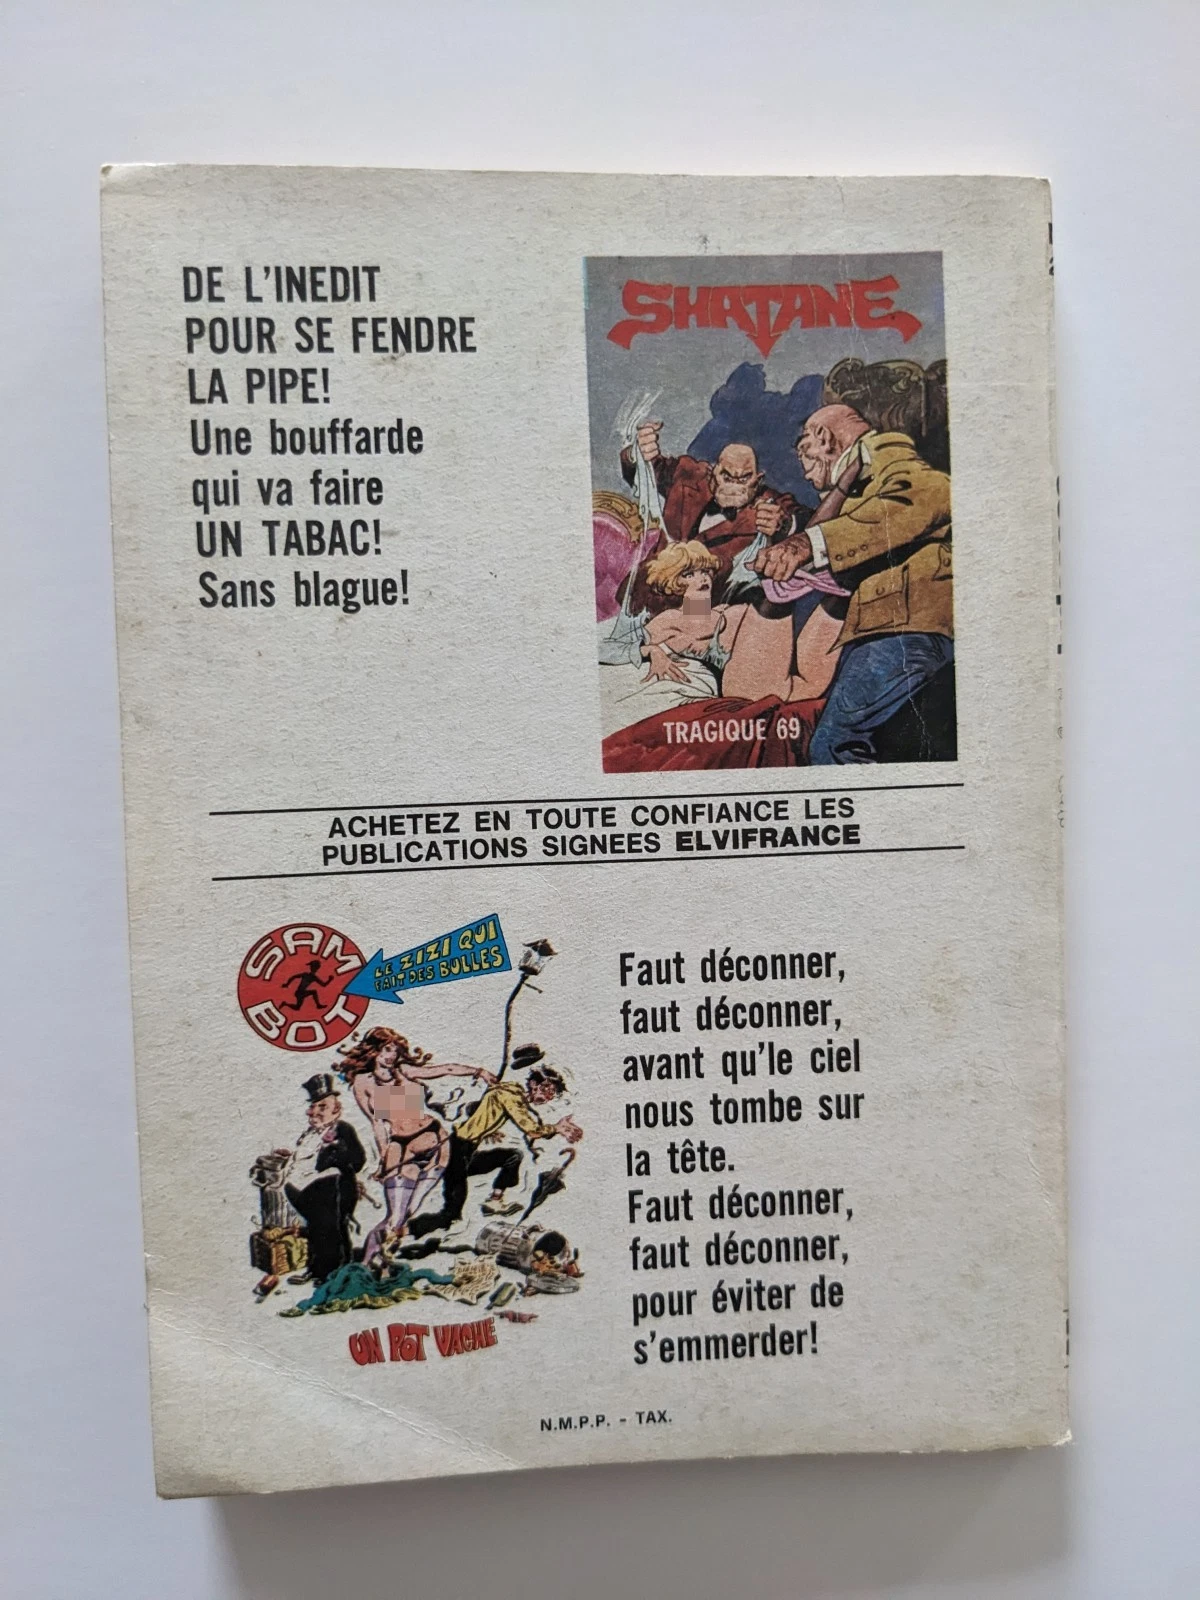 DE L'INEDIT
POUR SE FENDRE
LA PIPE!
Une bouffarde
qui va faire
UN TABAC!
Sans blague!
SHATANE
TRAGIQUE 69
ACHETEZ EN TOUTE CONFIANCE LES
PUBLICATIONS SIGNEES ELVIFRANCE
SAM
BOT
LE ZIZI QUI
FAIT DES BULLES
UN POT VACHE
Faut déconner,
faut déconner,
avant qu'le ciel
nous tombe sur
la tête.
Faut déconner,
faut déconner,
pour éviter de
s'emmerder!
N.M.P.P. - TAX.